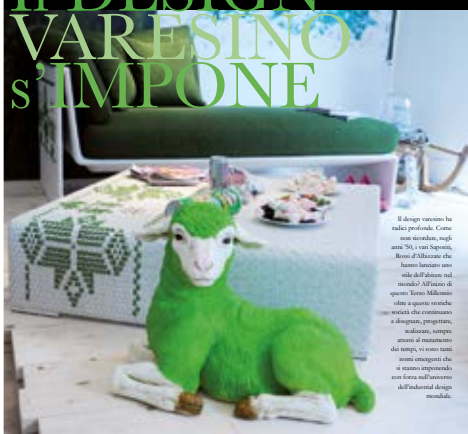 Il DESIGN
VARESINO
s'IMPONE
Il design varesino ha
radici profonde. Come
non ricordare, negli
anni '50, i vari Saporiti,
Rossi d'Albizzate che
hanno lanciato uno
stile dell'abitare nel
mondo? All'inizio di
questo Terzo Millennio
oltre a queste storiche
società che continuano
a disegnare, progettare,
realizzare, sempre
attenti al mutamento
dei tempi, vi sono tanti
nomi emergenti che
si stanno imponendo
con forza nell'universo
dell'industrial design
mondiale.